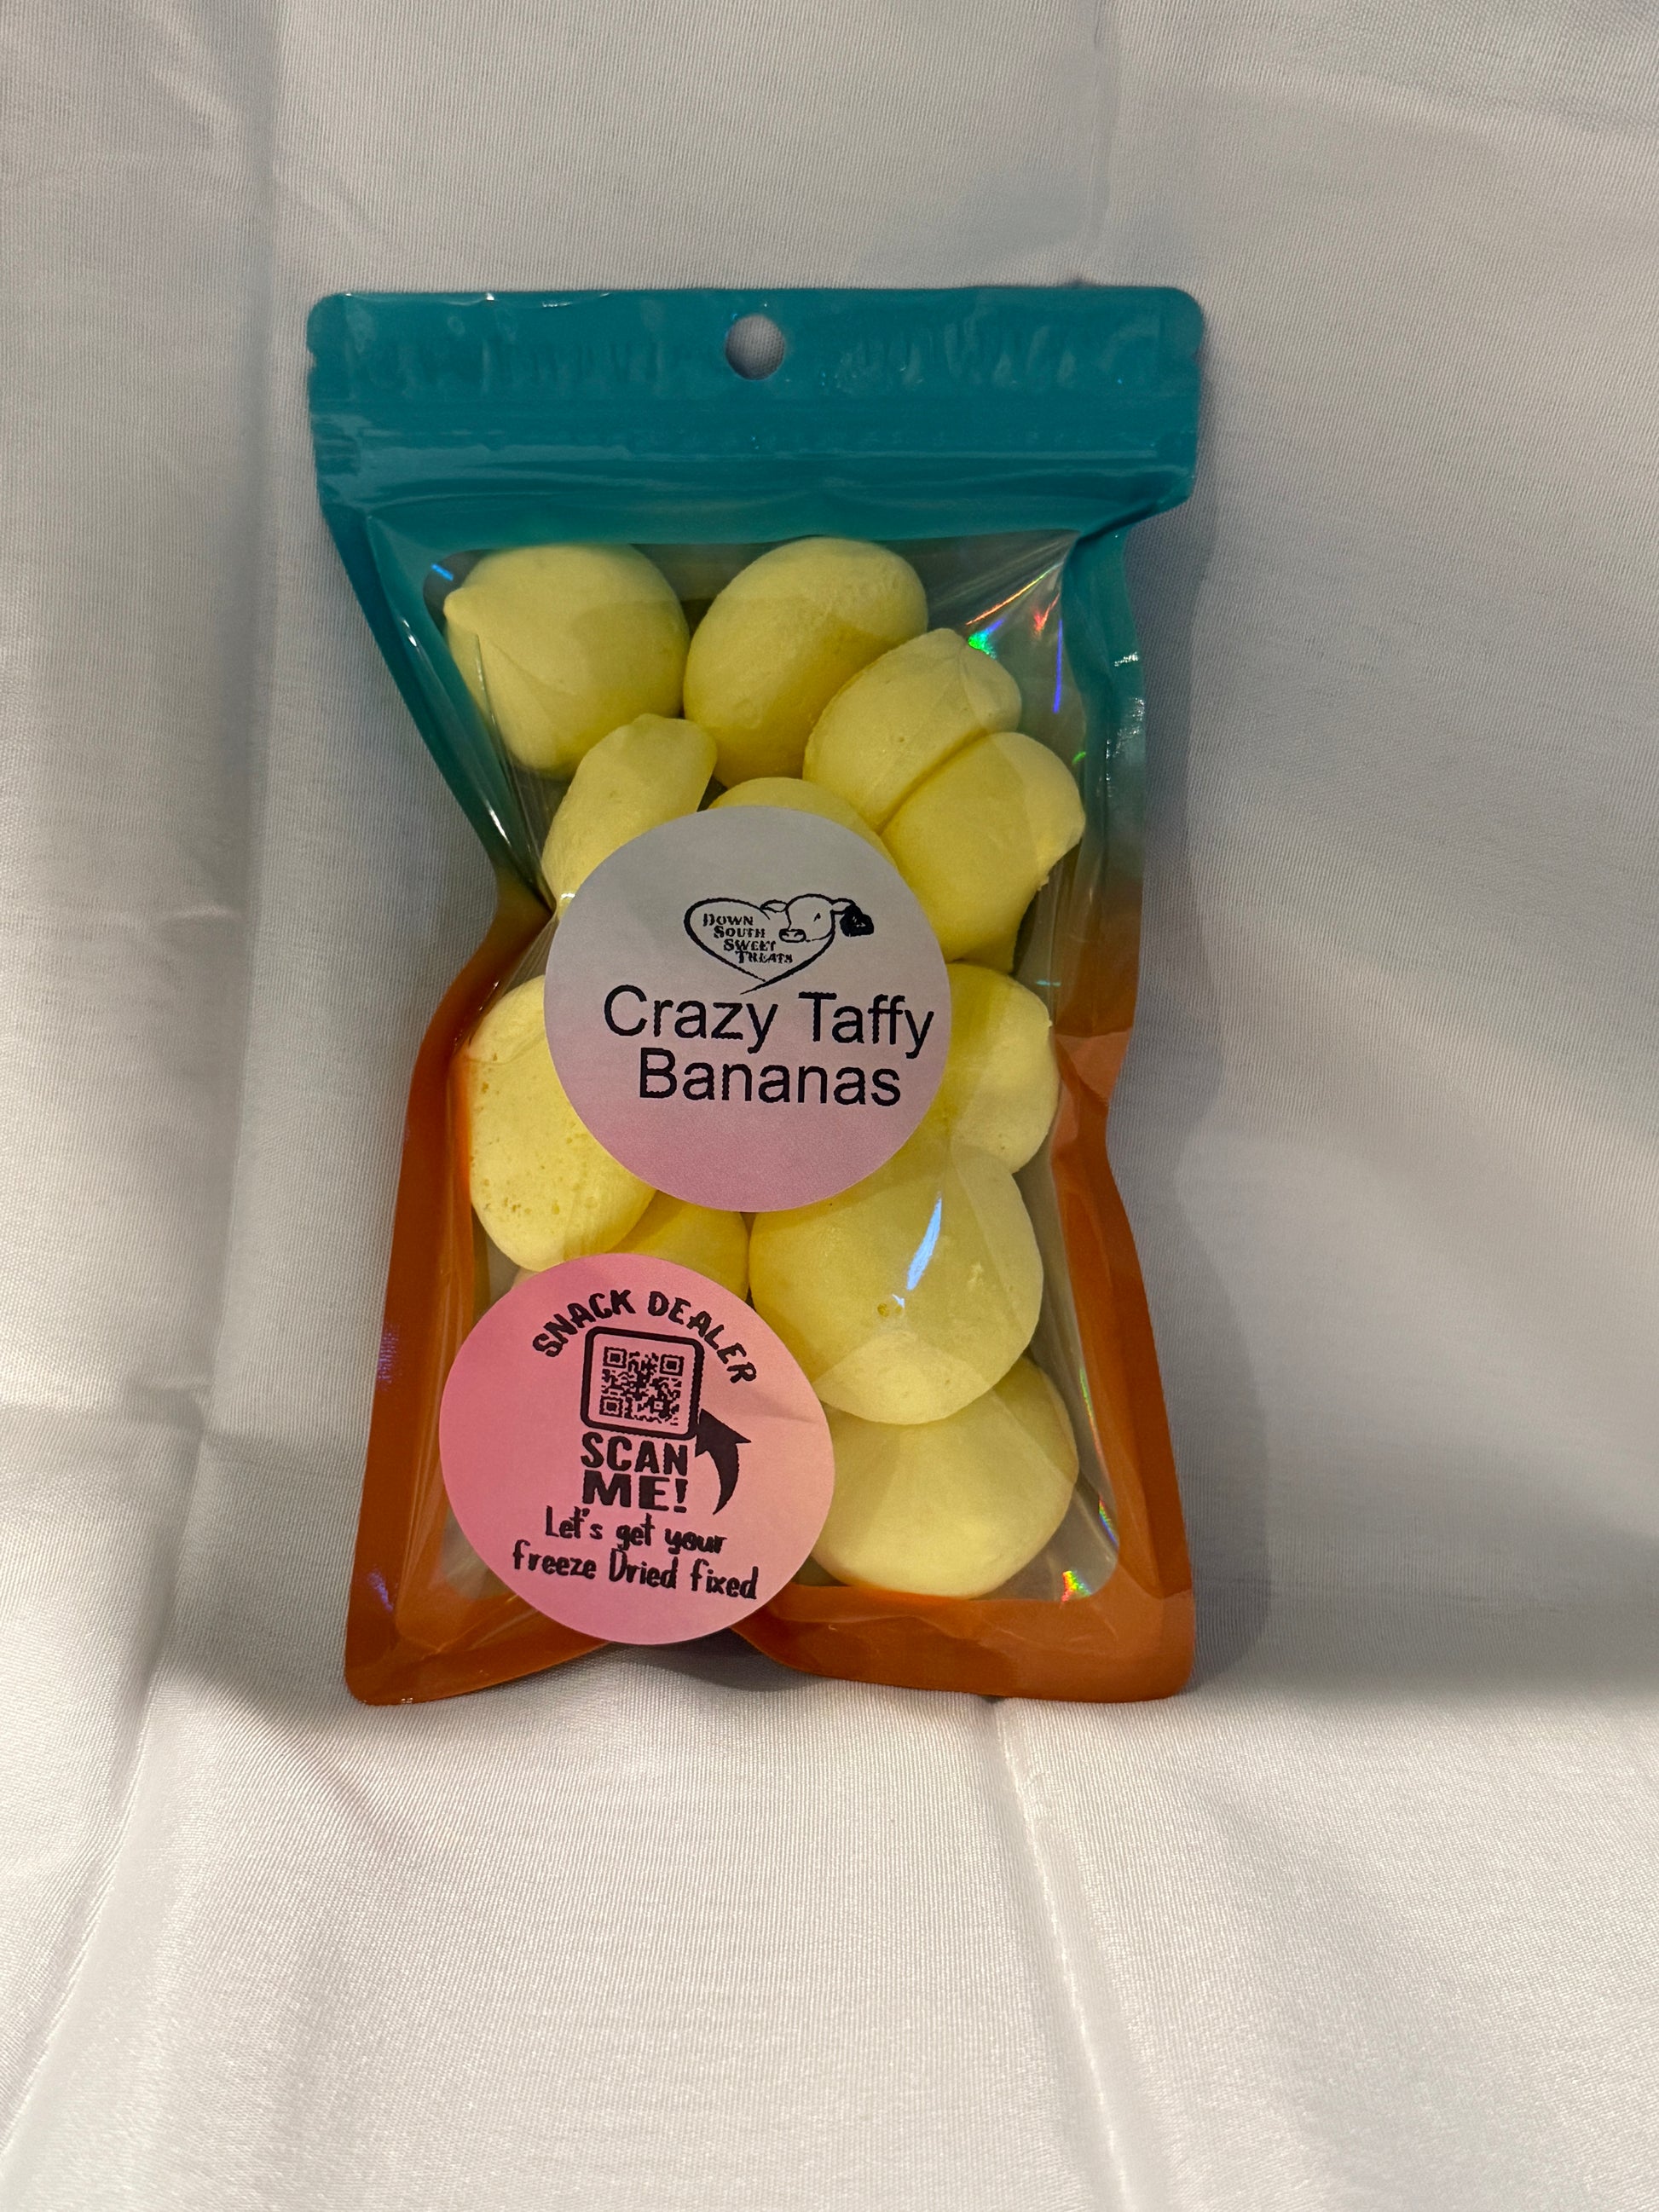 DOWN
SOUTH
SWEET
TREATS
Crazy Taffy
Bananas
SNACK DEALER
SCAN
ME!
Let's get your
freeze Dried fixed